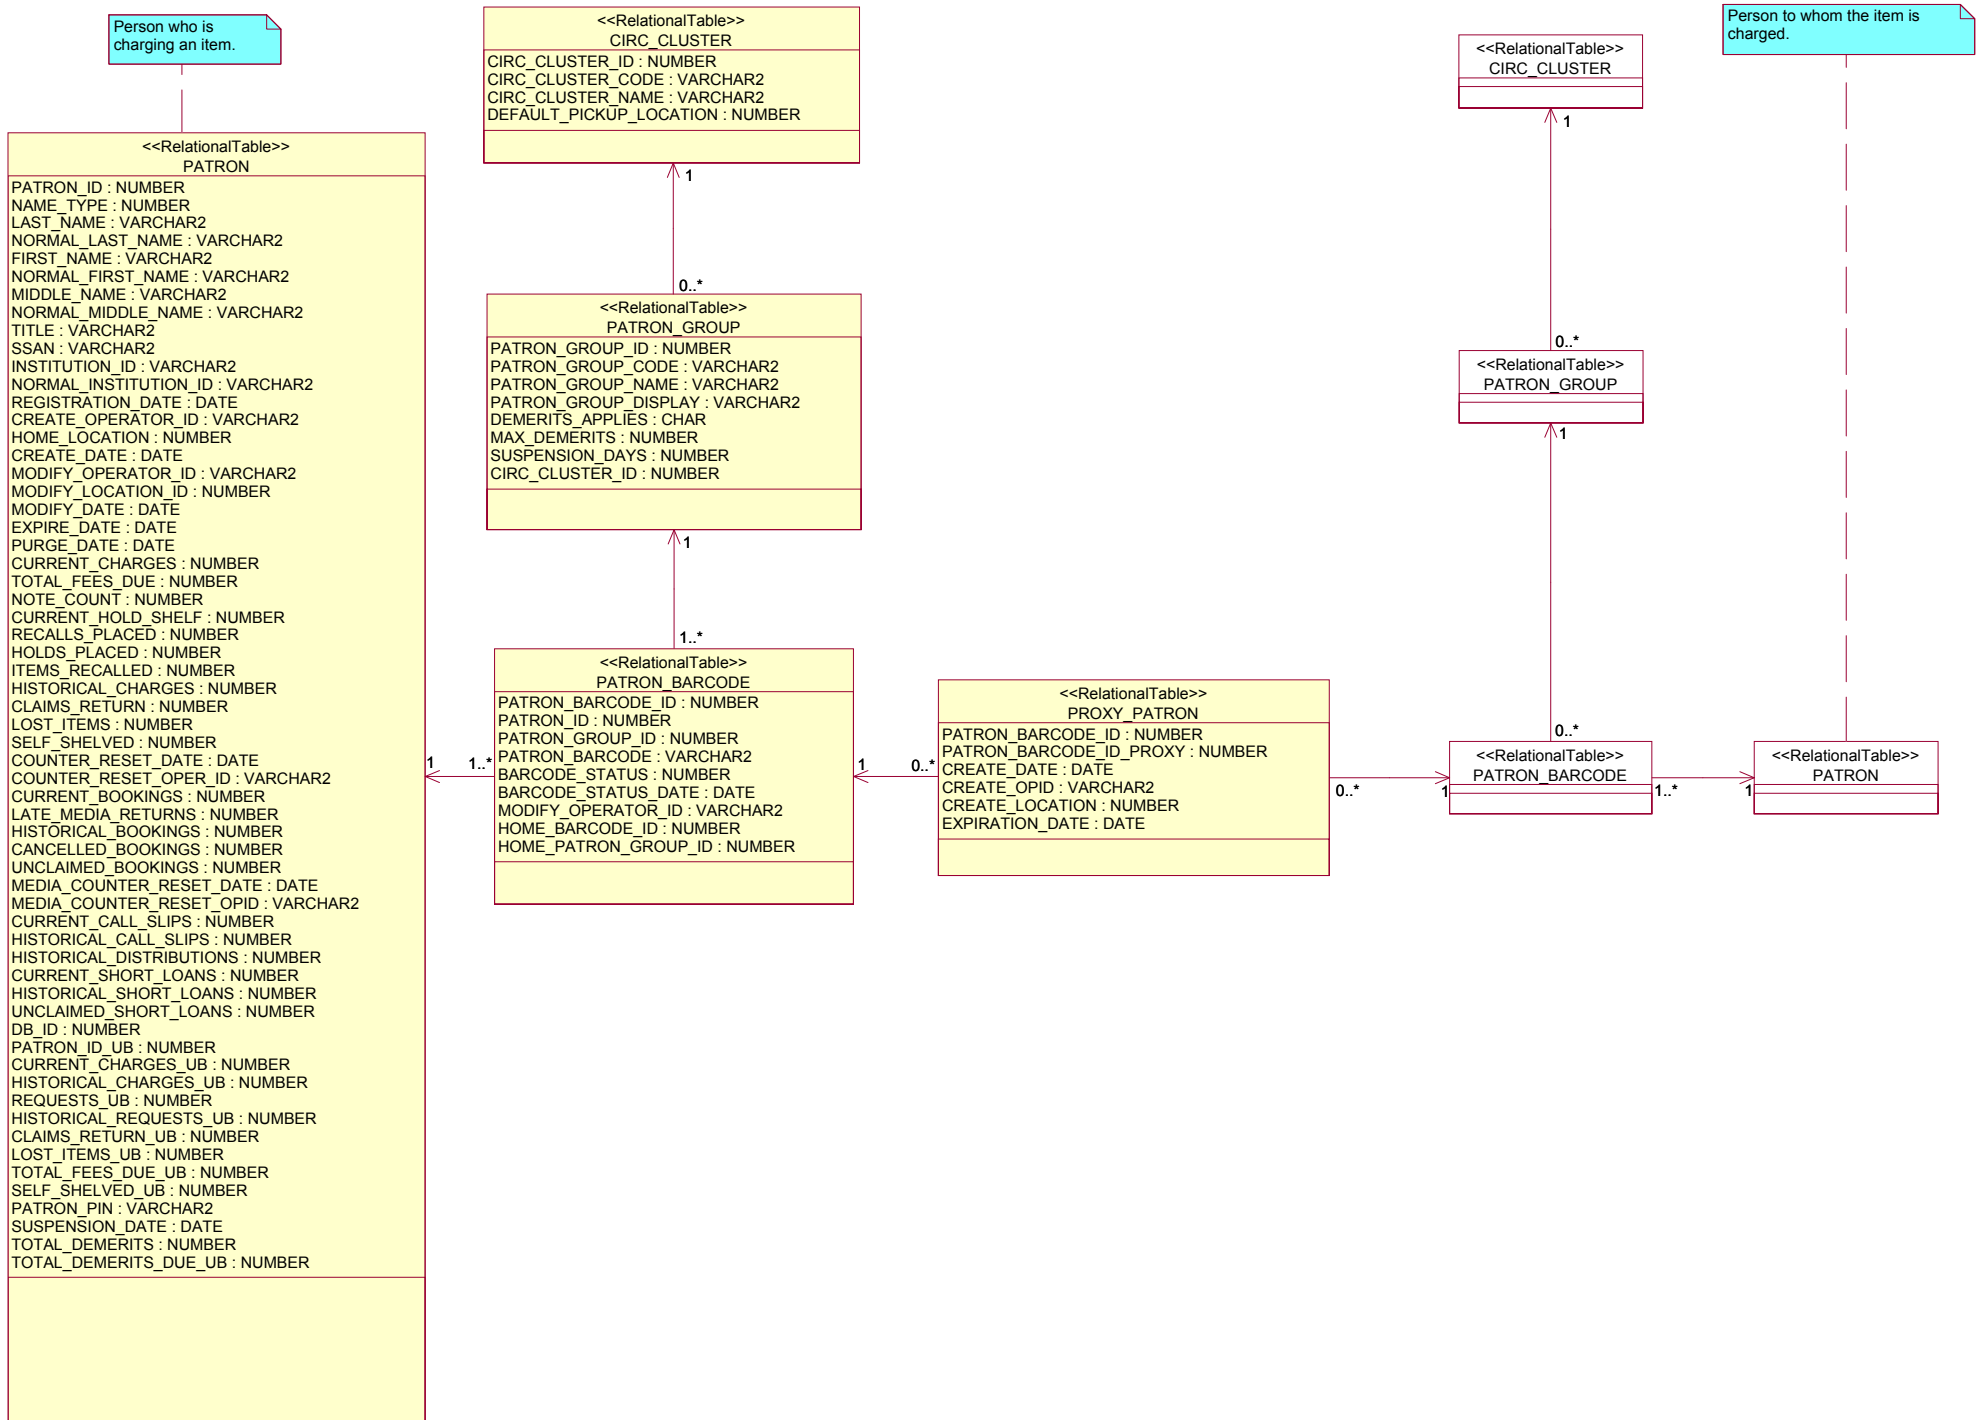 Person who is
charging an item.
<<RelationalTable>>
PATRON
PATRON_ID : NUMBER
NAME_TYPE : NUMBER
LAST_NAME : VARCHAR2
NORMAL_LAST_NAME : VARCHAR2
FIRST_NAME : VARCHAR2
NORMAL_FIRST_NAME : VARCHAR2
MIDDLE_NAME : VARCHAR2
NORMAL_MIDDLE_NAME : VARCHAR2
TITLE : VARCHAR2
SSAN : VARCHAR2
INSTITUTION_ID : VARCHAR2
NORMAL_INSTITUTION_ID : VARCHAR2
REGISTRATION_DATE : DATE
CREATE_OPERATOR_ID : VARCHAR2
HOME_LOCATION : NUMBER
CREATE_DATE : DATE
MODIFY_OPERATOR_ID : VARCHAR2
MODIFY_LOCATION_ID : NUMBER
MODIFY_DATE : DATE
EXPIRE_DATE : DATE
PURGE_DATE : DATE
CURRENT_CHARGES : NUMBER
TOTAL_FEES_DUE : NUMBER
NOTE_COUNT : NUMBER
CURRENT_HOLD_SHELF : NUMBER
RECALLS_PLACED : NUMBER
HOLDS_PLACED : NUMBER
ITEMS_RECALLED : NUMBER
HISTORICAL_CHARGES : NUMBER
CLAIMS_RETURN : NUMBER
LOST_ITEMS : NUMBER
SELF_SHELVED : NUMBER
COUNTER_RESET_DATE : DATE
COUNTER_RESET_OPER_ID : VARCHAR2
CURRENT_BOOKINGS : NUMBER
LATE_MEDIA_RETURNS : NUMBER
HISTORICAL_BOOKINGS : NUMBER
CANCELLED_BOOKINGS : NUMBER
UNCLAIMED_BOOKINGS : NUMBER
MEDIA_COUNTER_RESET_DATE : DATE
MEDIA_COUNTER_RESET_OPID : VARCHAR2
CURRENT_CALL_SLIPS : NUMBER
HISTORICAL_CALL_SLIPS : NUMBER
HISTORICAL_DISTRIBUTIONS : NUMBER
CURRENT_SHORT_LOANS : NUMBER
HISTORICAL_SHORT_LOANS : NUMBER
UNCLAIMED_SHORT_LOANS : NUMBER
DB_ID : NUMBER
PATRON_ID_UB : NUMBER
CURRENT_CHARGES_UB : NUMBER
HISTORICAL_CHARGES_UB : NUMBER
REQUESTS_UB : NUMBER
HISTORICAL_REQUESTS_UB : NUMBER
CLAIMS_RETURN_UB : NUMBER
LOST_ITEMS_UB : NUMBER
TOTAL_FEES_DUE_UB : NUMBER
SELF_SHELVED_UB : NUMBER
PATRON_PIN : VARCHAR2
SUSPENSION_DATE : DATE
TOTAL_DEMERITS : NUMBER
TOTAL_DEMERITS_DUE_UB : NUMBER
<<RelationalTable>>
CIRC_CLUSTER
CIRC_CLUSTER_ID : NUMBER
CIRC_CLUSTER_CODE : VARCHAR2
CIRC_CLUSTER_NAME : VARCHAR2
DEFAULT_PICKUP_LOCATION : NUMBER
1
0..*
<<RelationalTable>>
PATRON_GROUP
PATRON_GROUP_ID : NUMBER
PATRON_GROUP_CODE : VARCHAR2
PATRON_GROUP_NAME : VARCHAR2
PATRON_GROUP_DISPLAY : VARCHAR2
DEMERITS_APPLIES : CHAR
MAX_DEMERITS : NUMBER
SUSPENSION_DAYS : NUMBER
CIRC_CLUSTER_ID : NUMBER
1
1..*
<<RelationalTable>>
PATRON_BARCODE
PATRON_BARCODE_ID : NUMBER
PATRON_ID : NUMBER
PATRON_GROUP_ID : NUMBER
PATRON_BARCODE : VARCHAR2
BARCODE_STATUS : NUMBER
BARCODE_STATUS_DATE : DATE
MODIFY_OPERATOR_ID : VARCHAR2
HOME_BARCODE_ID : NUMBER
HOME_PATRON_GROUP_ID : NUMBER
1
1..*
1
0..*
<<RelationalTable>>
PROXY_PATRON
PATRON_BARCODE_ID : NUMBER
PATRON_BARCODE_ID_PROXY : NUMBER
CREATE_DATE : DATE
CREATE_OPID : VARCHAR2
CREATE_LOCATION : NUMBER
EXPIRATION_DATE : DATE
0..*
1
<<RelationalTable>>
CIRC_CLUSTER
1
0..*
<<RelationalTable>>
PATRON_GROUP
1
0..*
<<RelationalTable>>
PATRON_BARCODE
1..*
1
<<RelationalTable>>
PATRON
Person to whom the item is
charged.